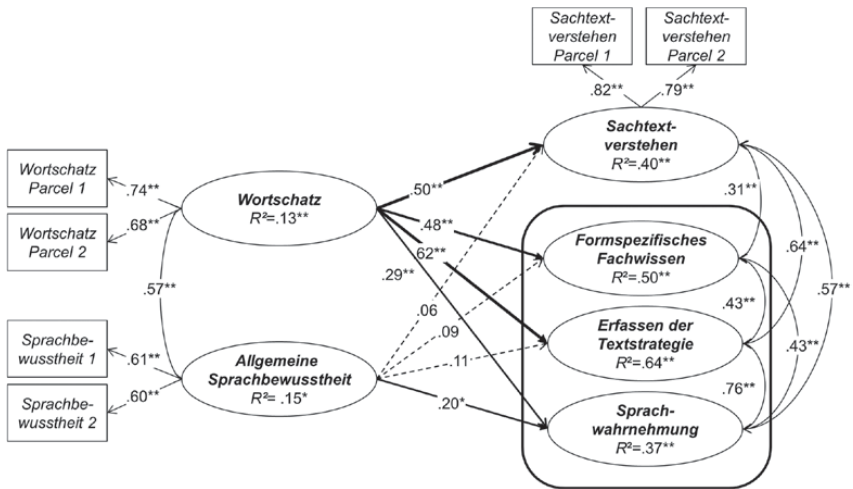 Sachtext-
verstehen
Parcel 1
Sachtext-
verstehen
Parcel 2
.82**
.79**
Sachtext-
verstehen
R²=.40**
Wortschatz
Parcel 1
.74**
Wortschatz
Parcel 2
.68**
Wortschatz
R²=.13**
.50**
.48**
.62**
.29**
.31**
Formspezifisches
Fachwissen
R²=.50**
.64**
.57**
.57**
.06
.09
.11
.43**
.43**
Erfassen der
Textstrategie
R²=.64**
Sprachbe-
wusstheit 1
.61**
Sprachbe-
wusstheit 2
.60**
Allgemeine
Sprachbewusstheit
R²= .15*
.20*
.76**
Sprach-
wahrnehmung
R²=.37**